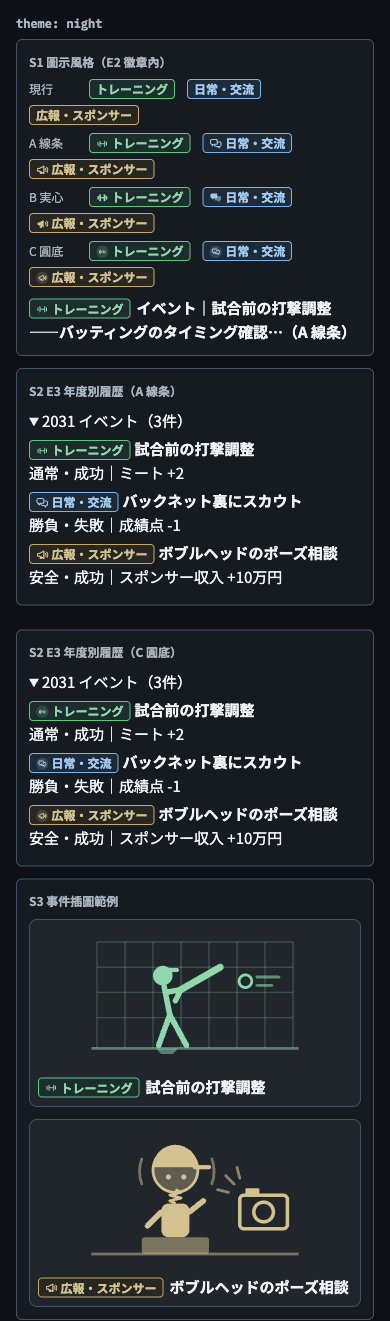 theme: night
S1 圖示風格（E2 徽章內）
現行 トレーニング 日常・交流
広報・スポンサー
A 線条 トレーニング 日常・交流
広報・スポンサー
B 実心 トレーニング 日常・交流
広報・スポンサー
C 圓底 トレーニング 日常・交流
広報・スポンサー
トレーニング イベント｜試合前の打撃調整
──バッティングのタイミング確認…（A 線条）
S2 E3 年度別履歴（A 線条）
▼2031 イベント（3件）
トレーニング 試合前の打撃調整
通常・成功｜ミート +2
日常・交流 バックネット裏にスカウト
勝負・失敗｜成績点 -1
広報・スポンサー ボブルヘッドのポーズ相談
安全・成功｜スポンサー収入 +10万円
S2 E3 年度別履歴（C 圓底）
▼2031 イベント（3件）
トレーニング 試合前の打撃調整
通常・成功｜ミート +2
日常・交流 バックネット裏にスカウト
勝負・失敗｜成績点 -1
広報・スポンサー ボブルヘッドのポーズ相談
安全・成功｜スポンサー収入 +10万円
S3 事件插圖範例
トレーニング 試合前の打撃調整
広報・スポンサー ボブルヘッドのポーズ相談